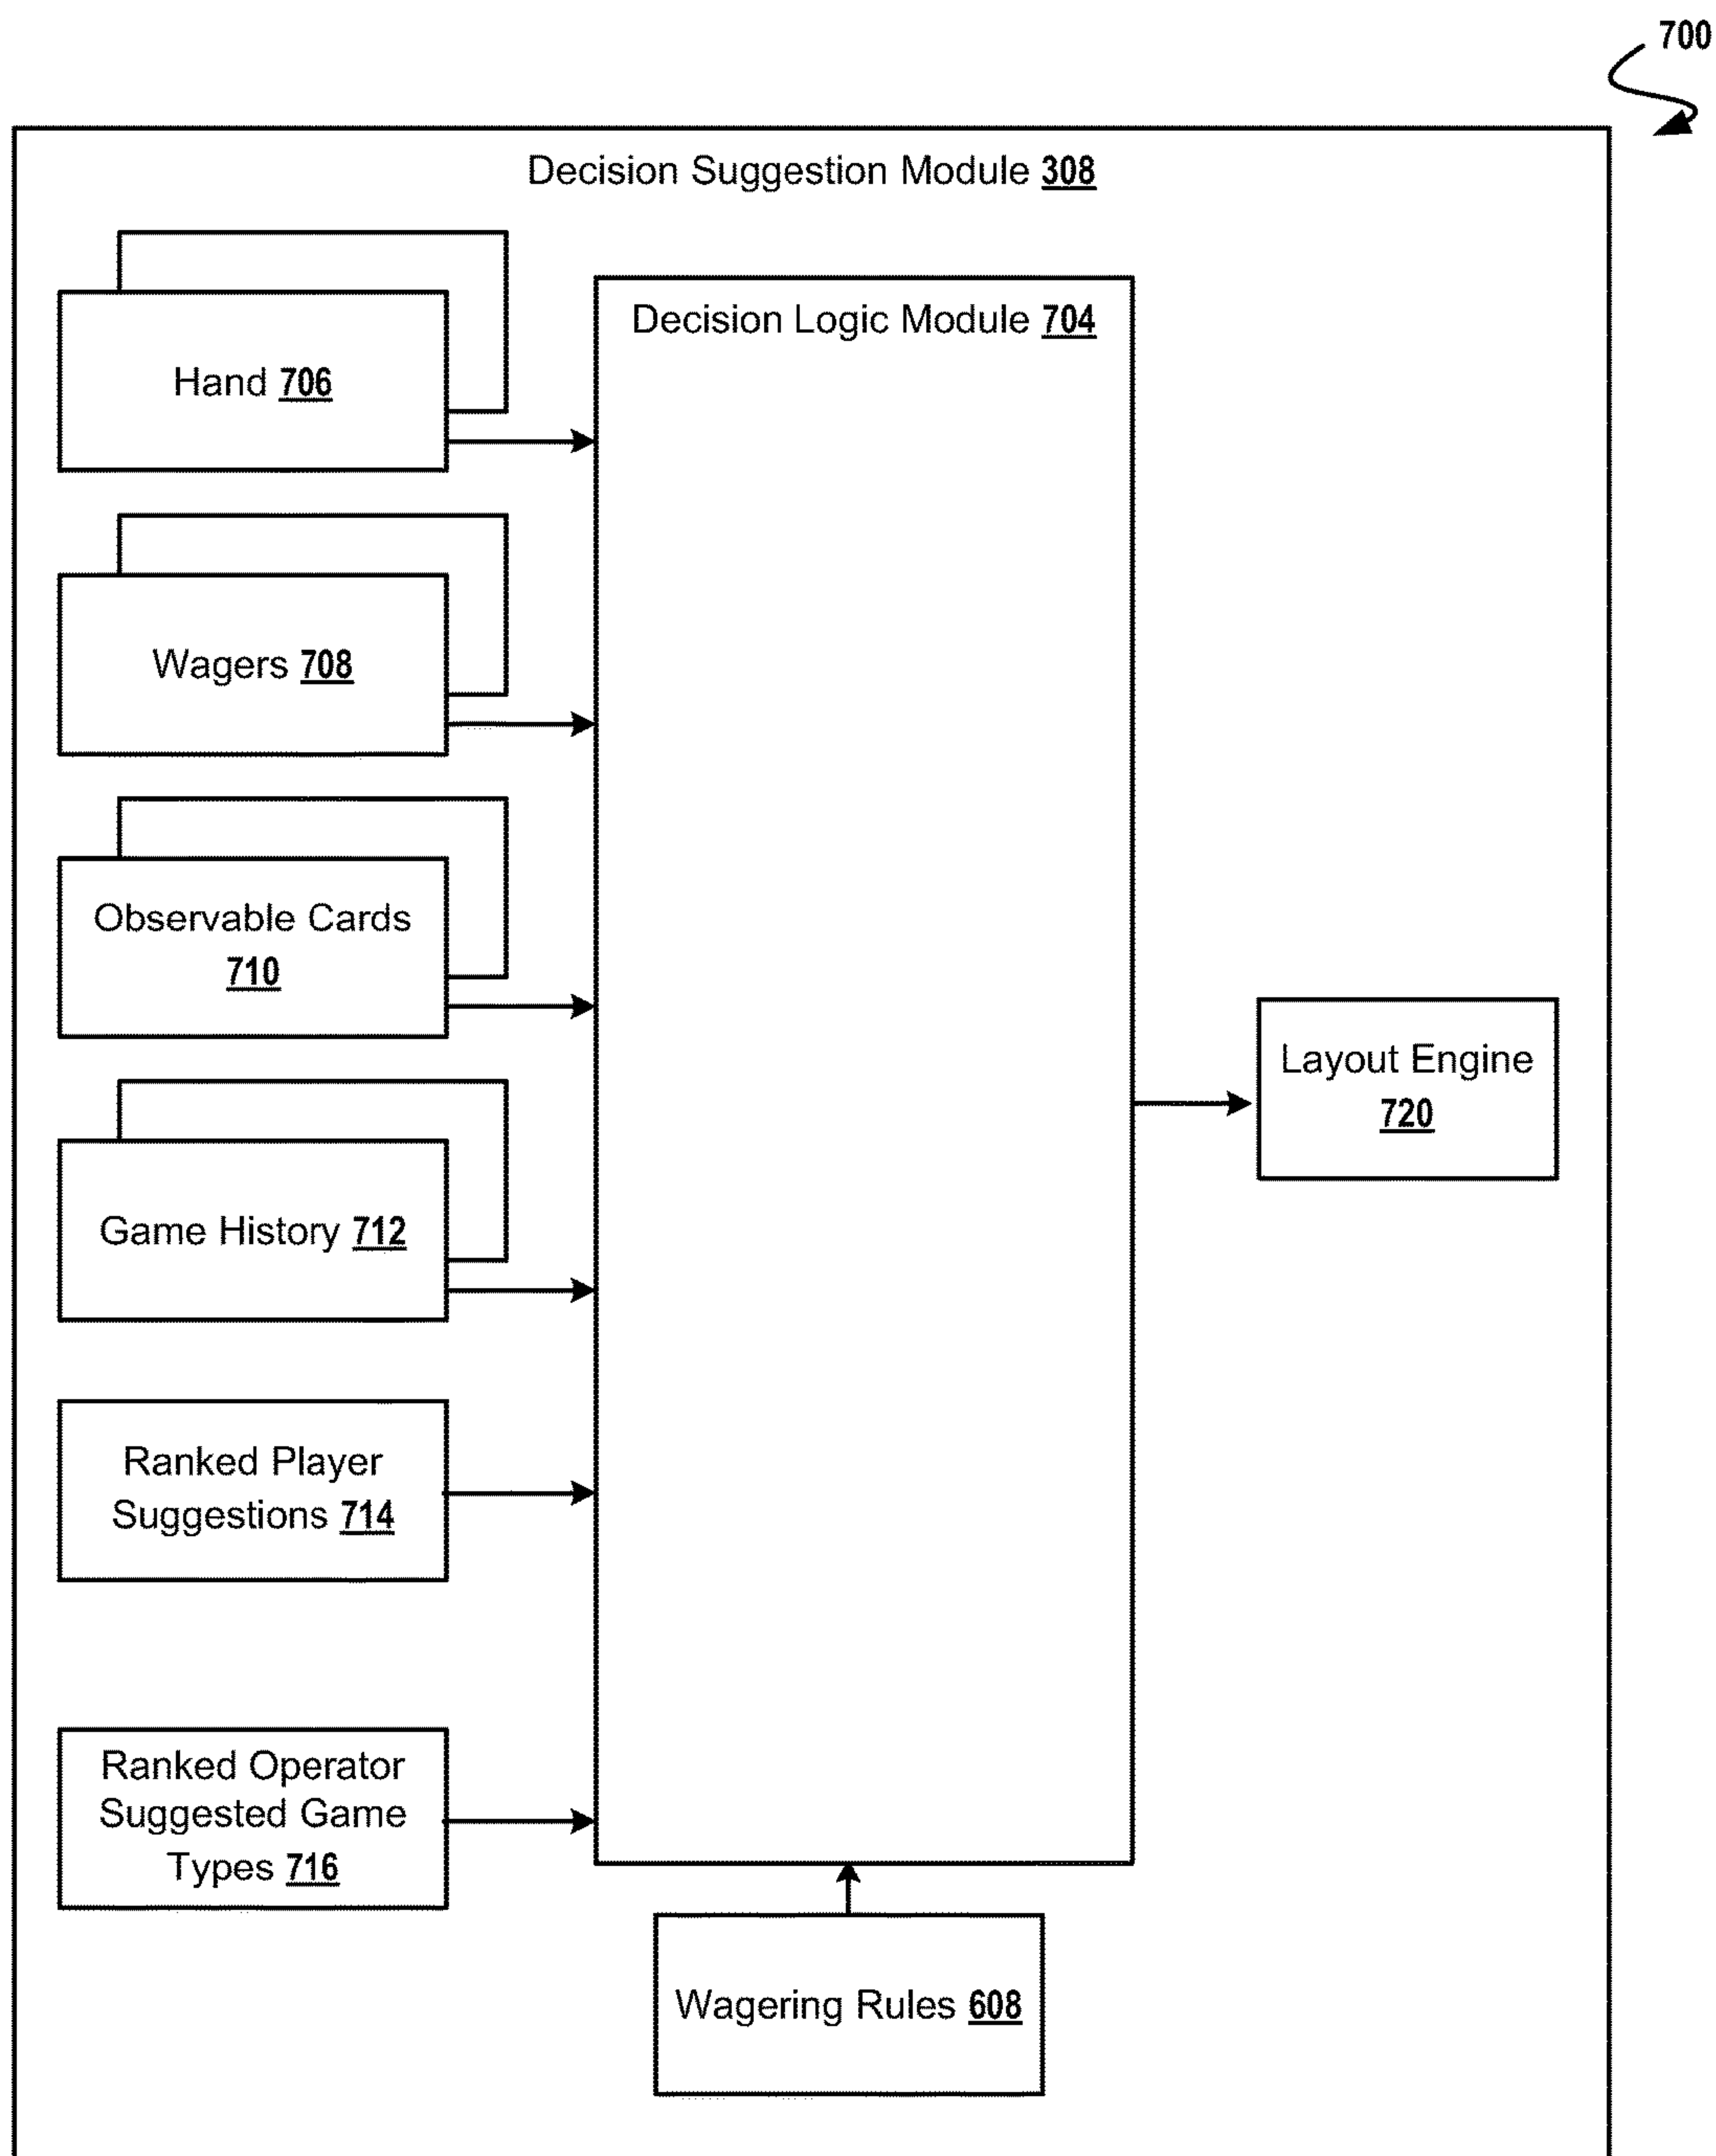 700
Decision Suggestion Module 308
Decision Logic Module 704
Hand 706
Wagers 708
Observable Cards
710
Game History 712
Ranked Player
Suggestions 714
Ranked Operator
Suggested Game
Types 716
Layout Engine
720
Wagering Rules 608